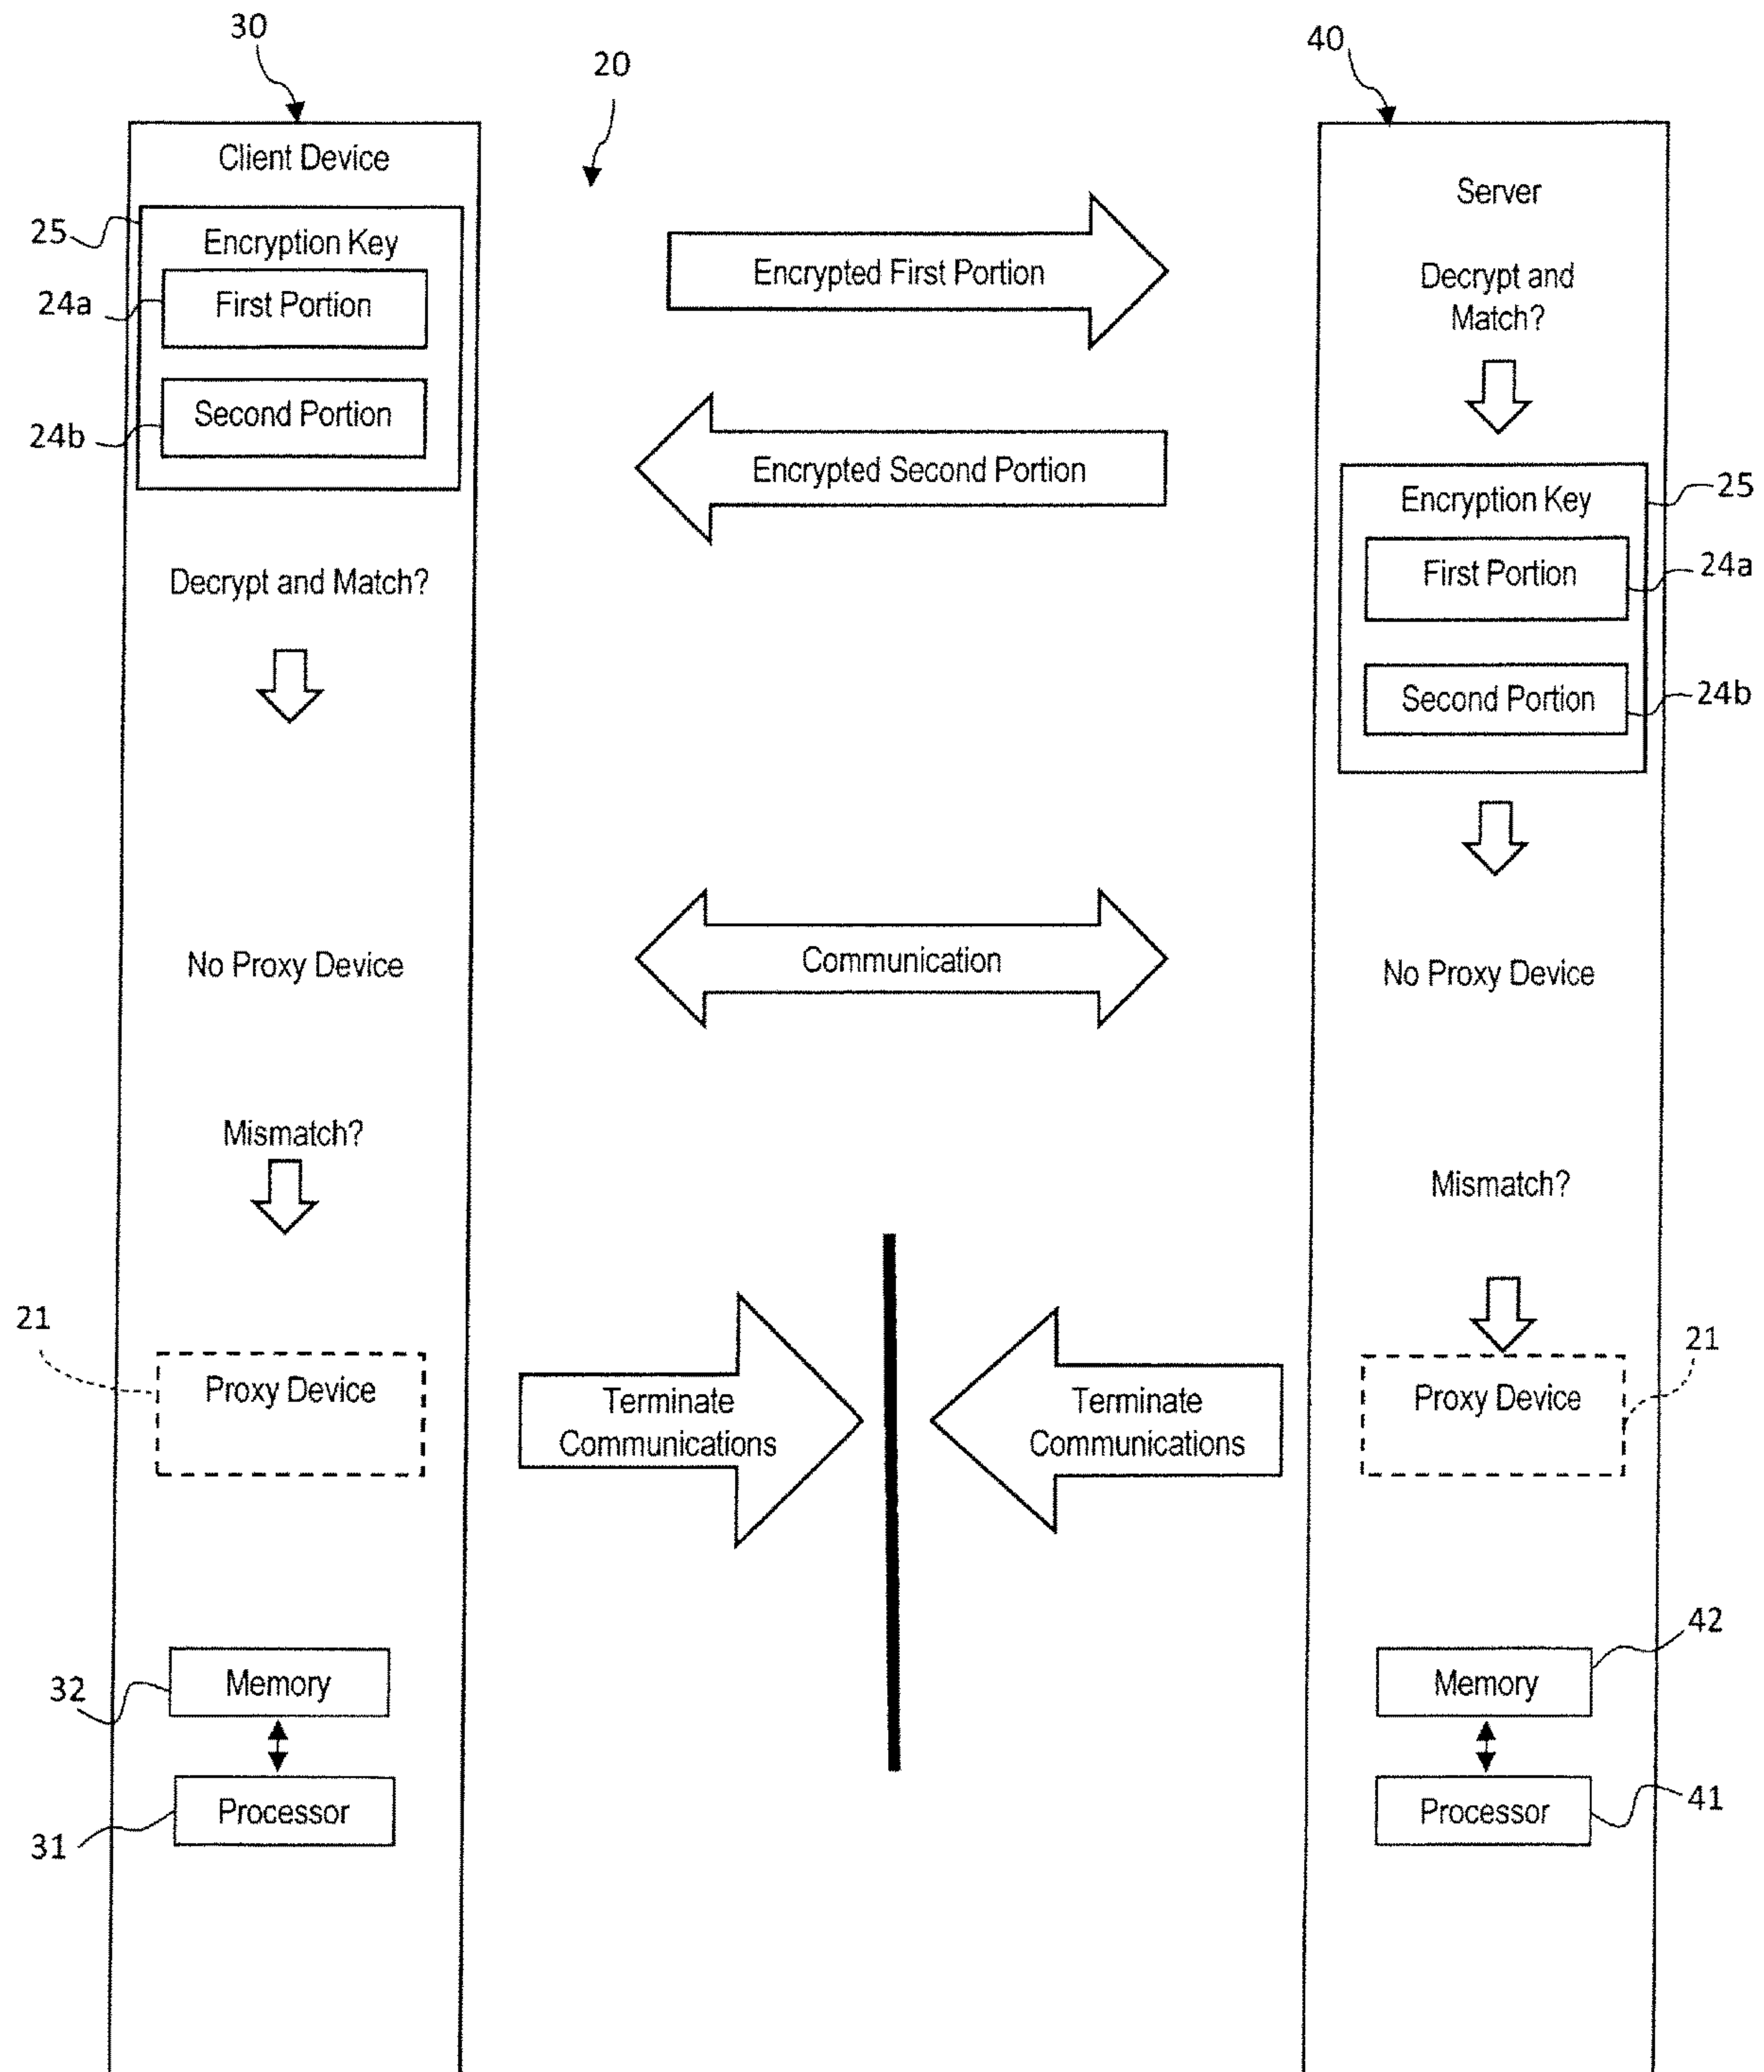 30
20
40
Client Device
Server
25
Encryption Key
24a
First Portion
24b
Second Portion
Encrypted First Portion
Decrypt and
Match?
Encrypted Second Portion
Encryption Key
25
First Portion
24a
Second Portion
24b
Decrypt and Match?
No Proxy Device
Communication
No Proxy Device
Mismatch?
Mismatch?
21
Proxy Device
Terminate
Communications
Terminate
Communications
Proxy Device
21
32
Memory
31
Processor
Memory
42
Processor
41